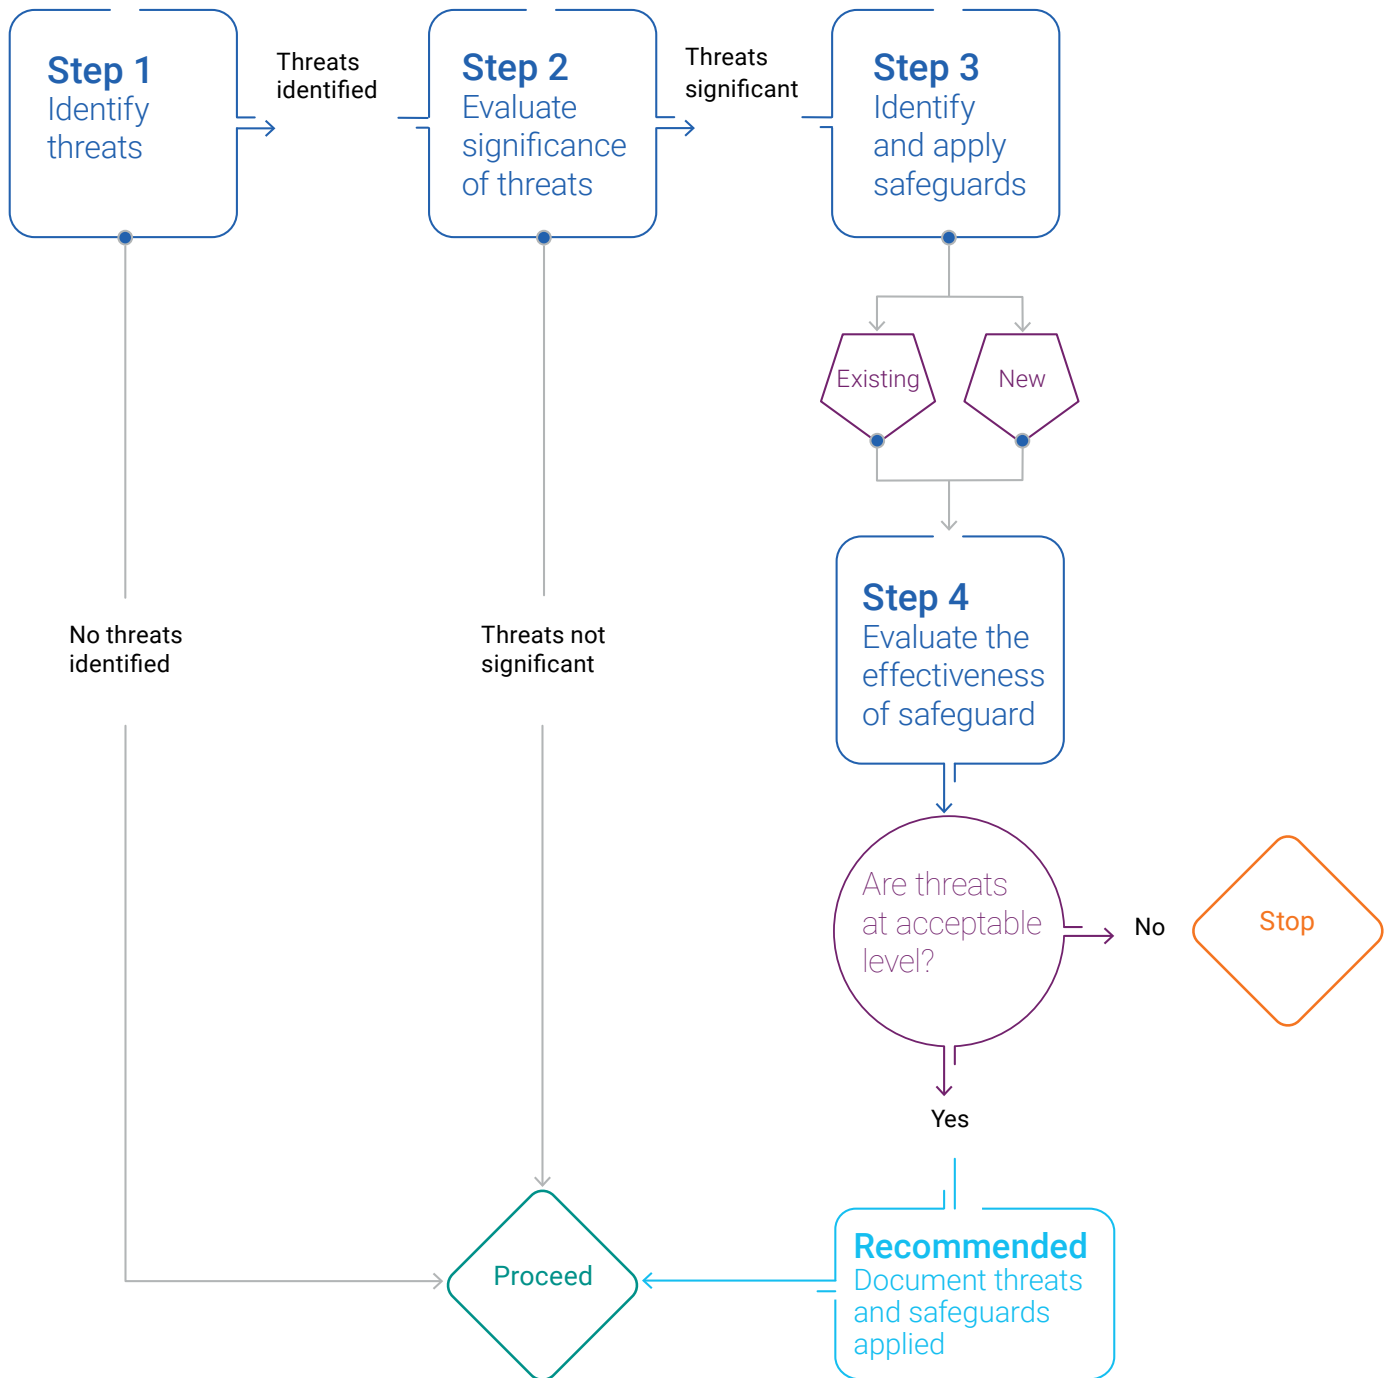 Step 1
Identify
threats
Threats
identified
Step 2
Evaluate
significance
of threats
Threats
significant
Step 3
Identify
and apply
safeguards
Existing
New
No threats
identified
Threats not
significant
Step 4
Evaluate the
effectiveness
of safeguard
Are threats
at acceptable
level?
No
Stop
Yes
Proceed
Recommended
Document threats
and safeguards
applied